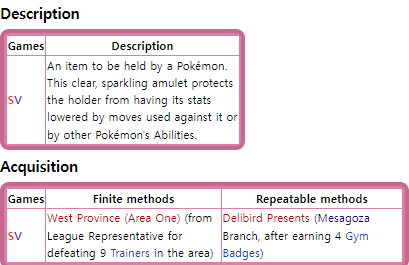 Description
Games Description
SV
An item to be held by a Pokémon.
This clear, sparkling amulet protects
the holder from having its stats
lowered by moves used against it or
by other Pokémon's Abilities.
Acquisition
Games Finite methods Repeatable methods
SV
West Province (Area One) (from
League Representative for
defeating 9 Trainers in the area)
Delibird Presents (Mesagoza
Branch, after earning 4 Gym
Badges)